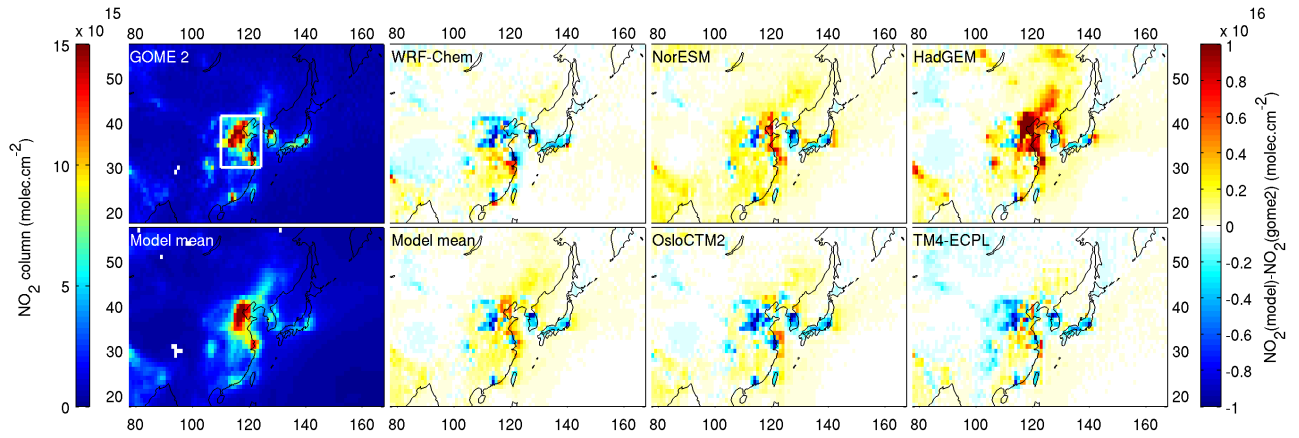 15
x 10
16
x 10
80 100 120 140 160
80 100 120 140 160
80 100 120 140 160
80 100 120 140 160
GOME 2
WRF-Chem
NorESM
HadGEM
Model mean
Model mean
OsloCTM2
TM4-ECPL
15
10
5
0
NO2 column (molec.cm-2)
50
40
30
20
50
40
30
20
50
40
30
20
50
40
30
20
1
0.8
0.6
0.4
0.2
0
-0.2
-0.4
-0.6
-0.8
-1
NO2(model)-NO2(gome2) (molec.cm-2)
80 100 120 140 160
80 100 120 140 160
80 100 120 140 160
80 100 120 140 160